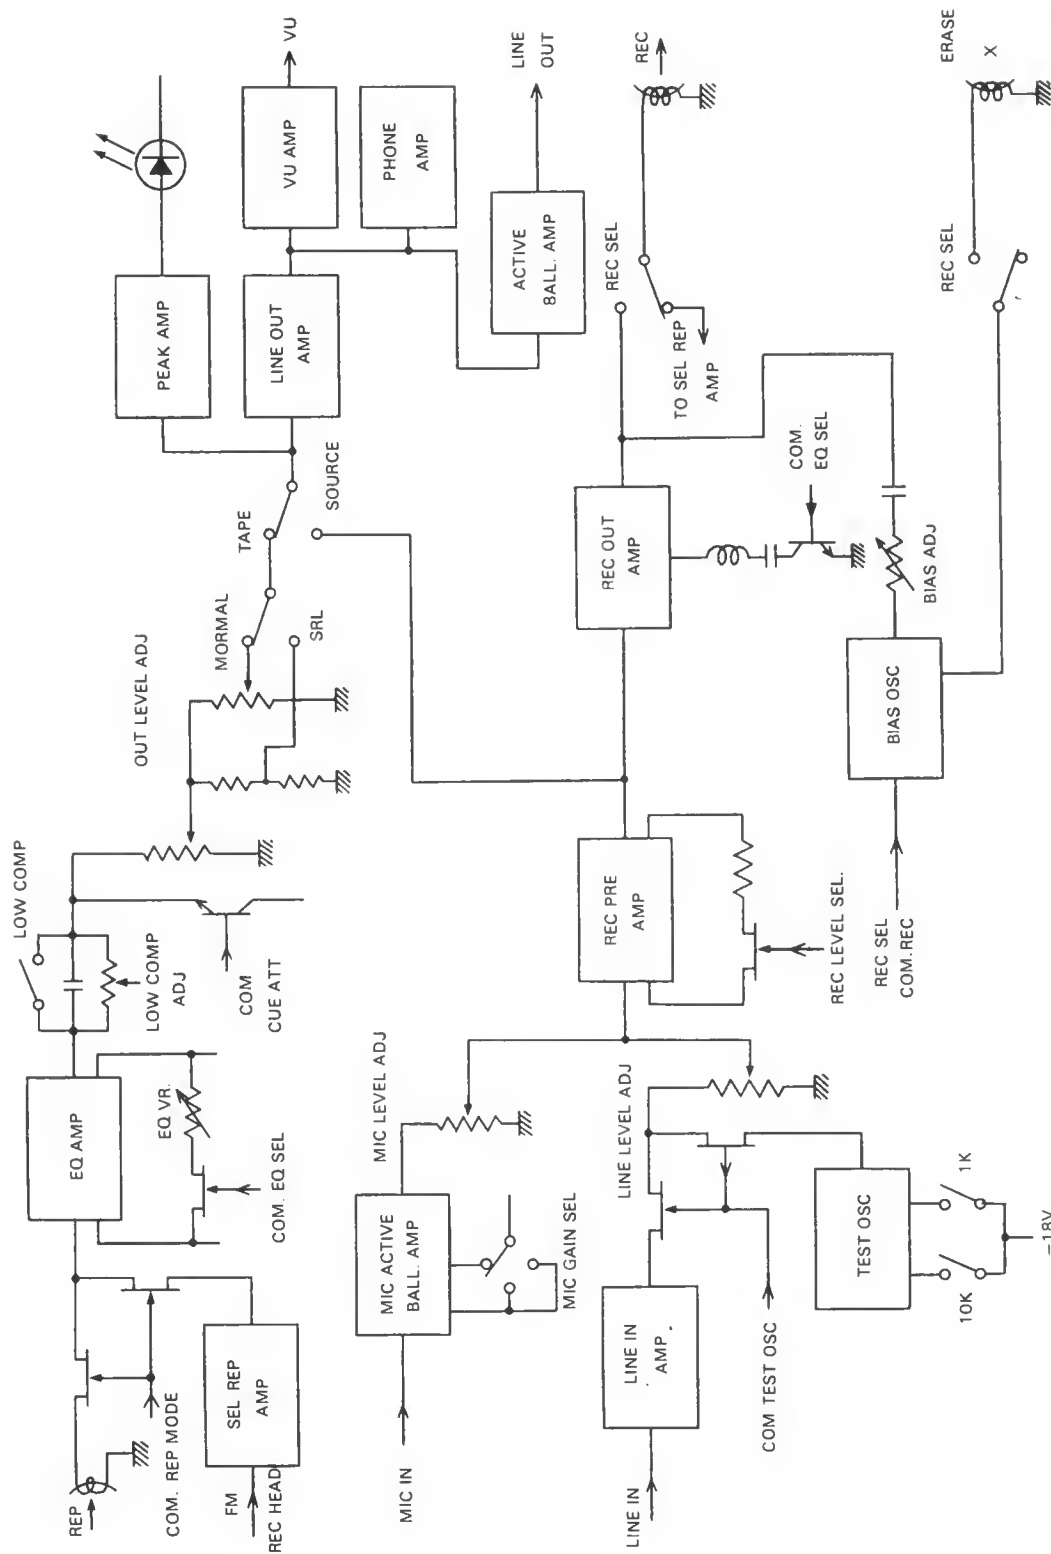 REP
COM. REP MODE
FM
REC HEAD
SEL REP
AMP
EQ AMP
EQ VR.
COM. EQ SEL
LOW COMP
LOW COMP
ADJ
COM
CUE ATT
OUT LEVEL ADJ
MORMAL
SRL
TAPE
SOURCE
PEAK AMP
LINE OUT
AMP
VU AMP
VU
PHONE
AMP
ACTIVE
BALL. AMP
LINE
OUT
MIC IN
MIC ACTIVE
BALL. AMP
MIC LEVEL ADJ
MIC GAIN SEL
LINE IN
LINE IN
AMP
LINE LEVEL ADJ
COM TEST OSC
TEST OSC
10K
1K
-18V
REC PRE
AMP
REC LEVEL SEL.
REC OUT
AMP
COM.
EQ SEL
REC SEL
TO SEL REP
AMP
REC
REC SEL
COM.REC
BIAS OSC
BIAS ADJ
REC SEL
ERASE
X